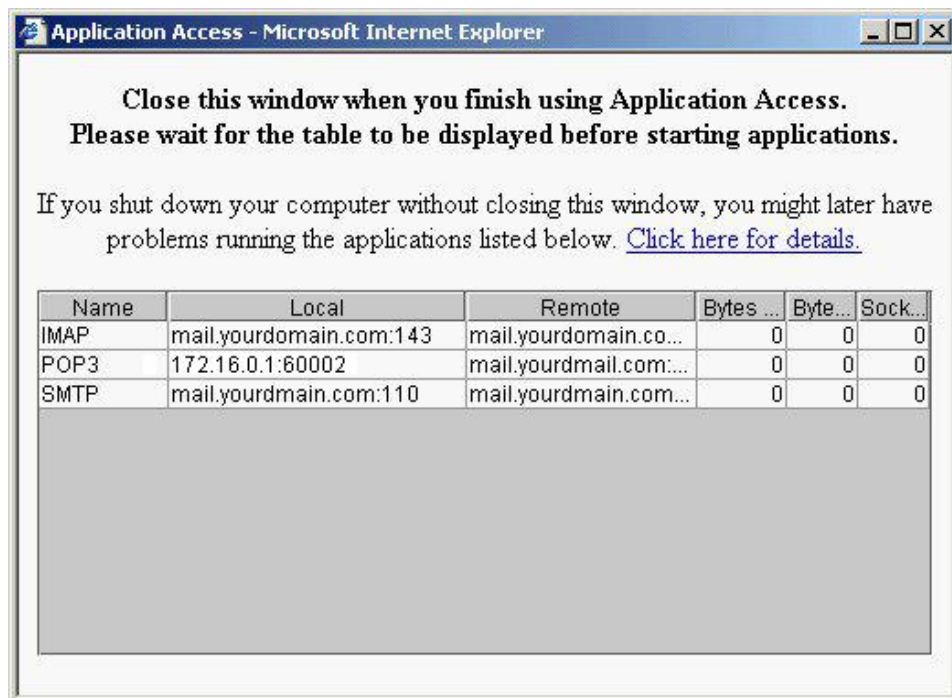 Application Access - Microsoft Internet Explorer
Close this window when you finish using Application Access.
Please wait for the table to be displayed before starting applications.
If you shut down your computer without closing this window, you might later have
problems running the applications listed below. Click here for details.
Name Local Remote Bytes ... Byte... Sock...
IMAP mail.yourdomain.com:143 mail.yourdomain.co... 0 0 0
POP3 172.16.0.1:60002 mail.yourdmail.com:... 0 0 0
SMTP mail.yourdmain.com:110 mail.yourdmain.com... 0 0 0